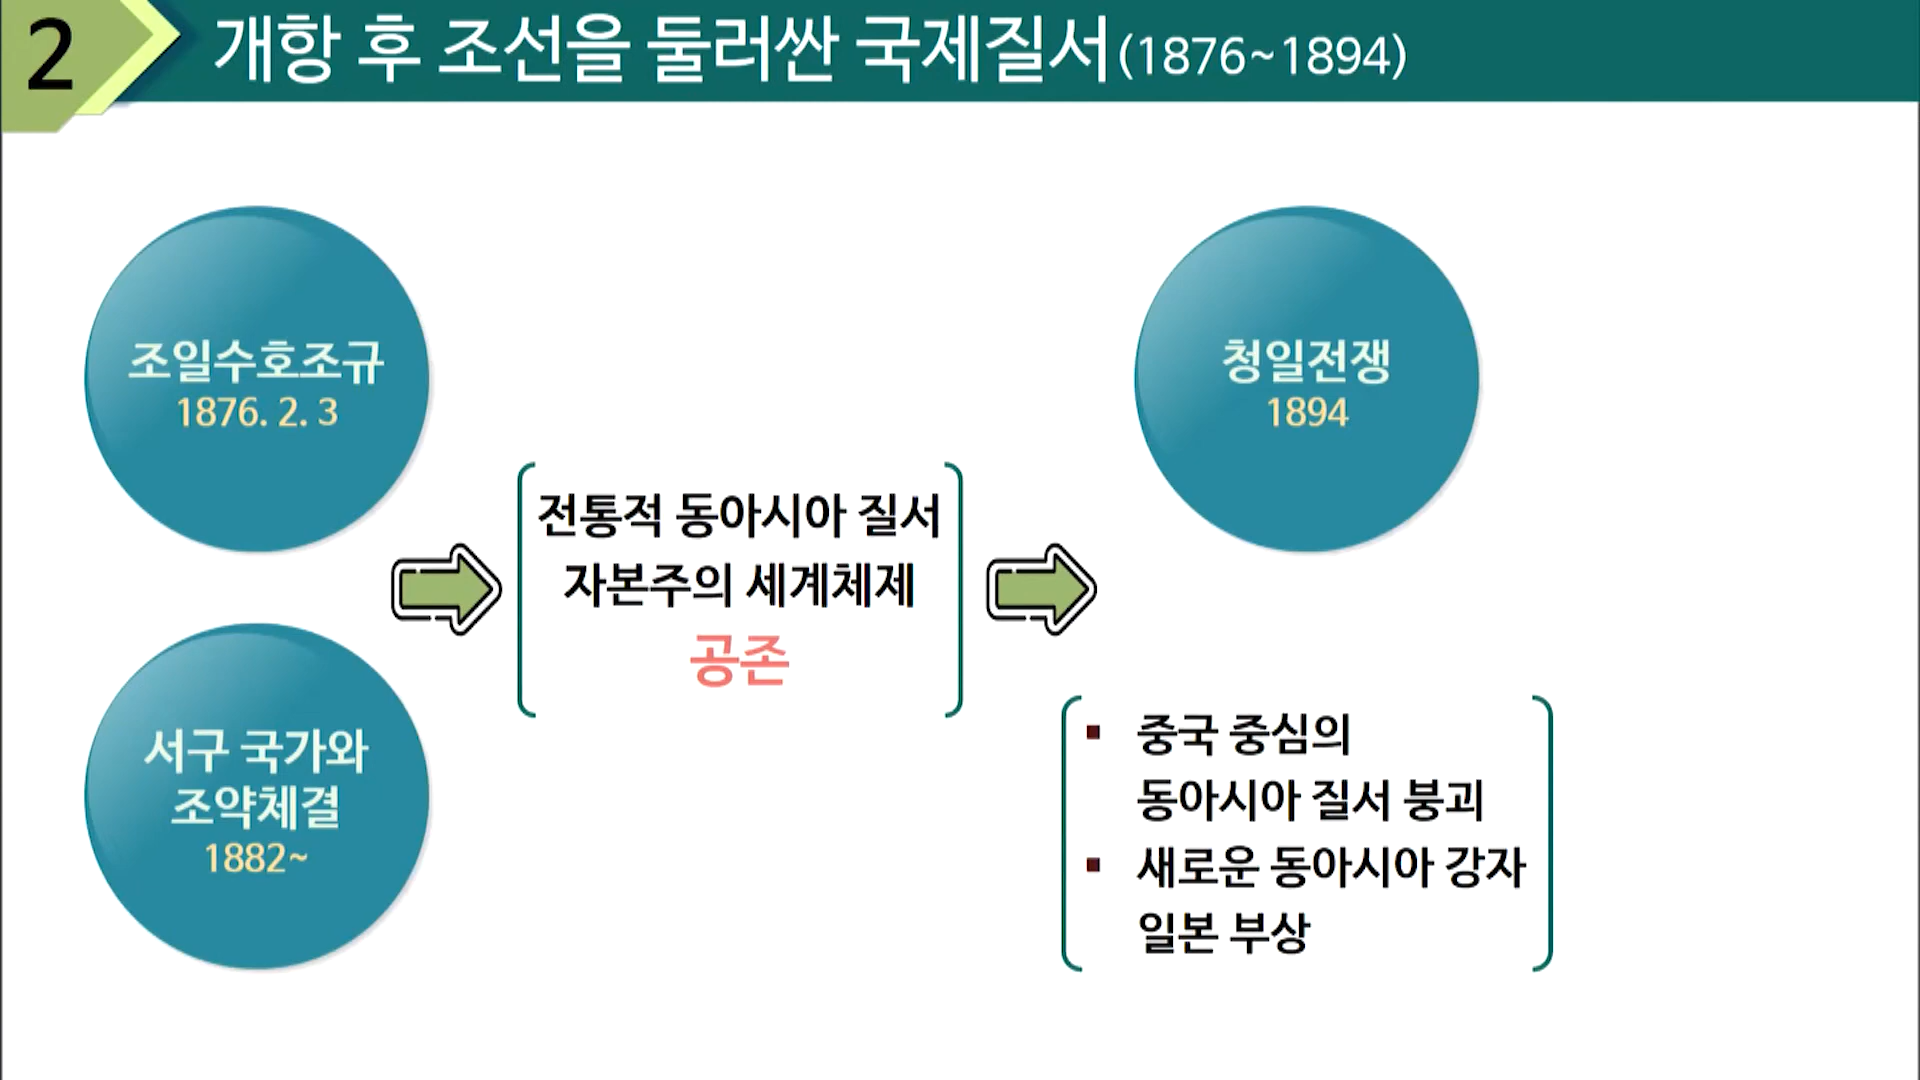 2
개항 후 조선을 둘러싼 국제질서(1876~1894)
조일수호조규
1876. 2. 3
서구 국가와
조약체결
1882~
전통적 동아시아 질서
자본주의 세계체제
공존
청일전쟁
1894
▪ 중국 중심의
동아시아 질서 붕괴
▪ 새로운 동아시아 강자
일본 부상